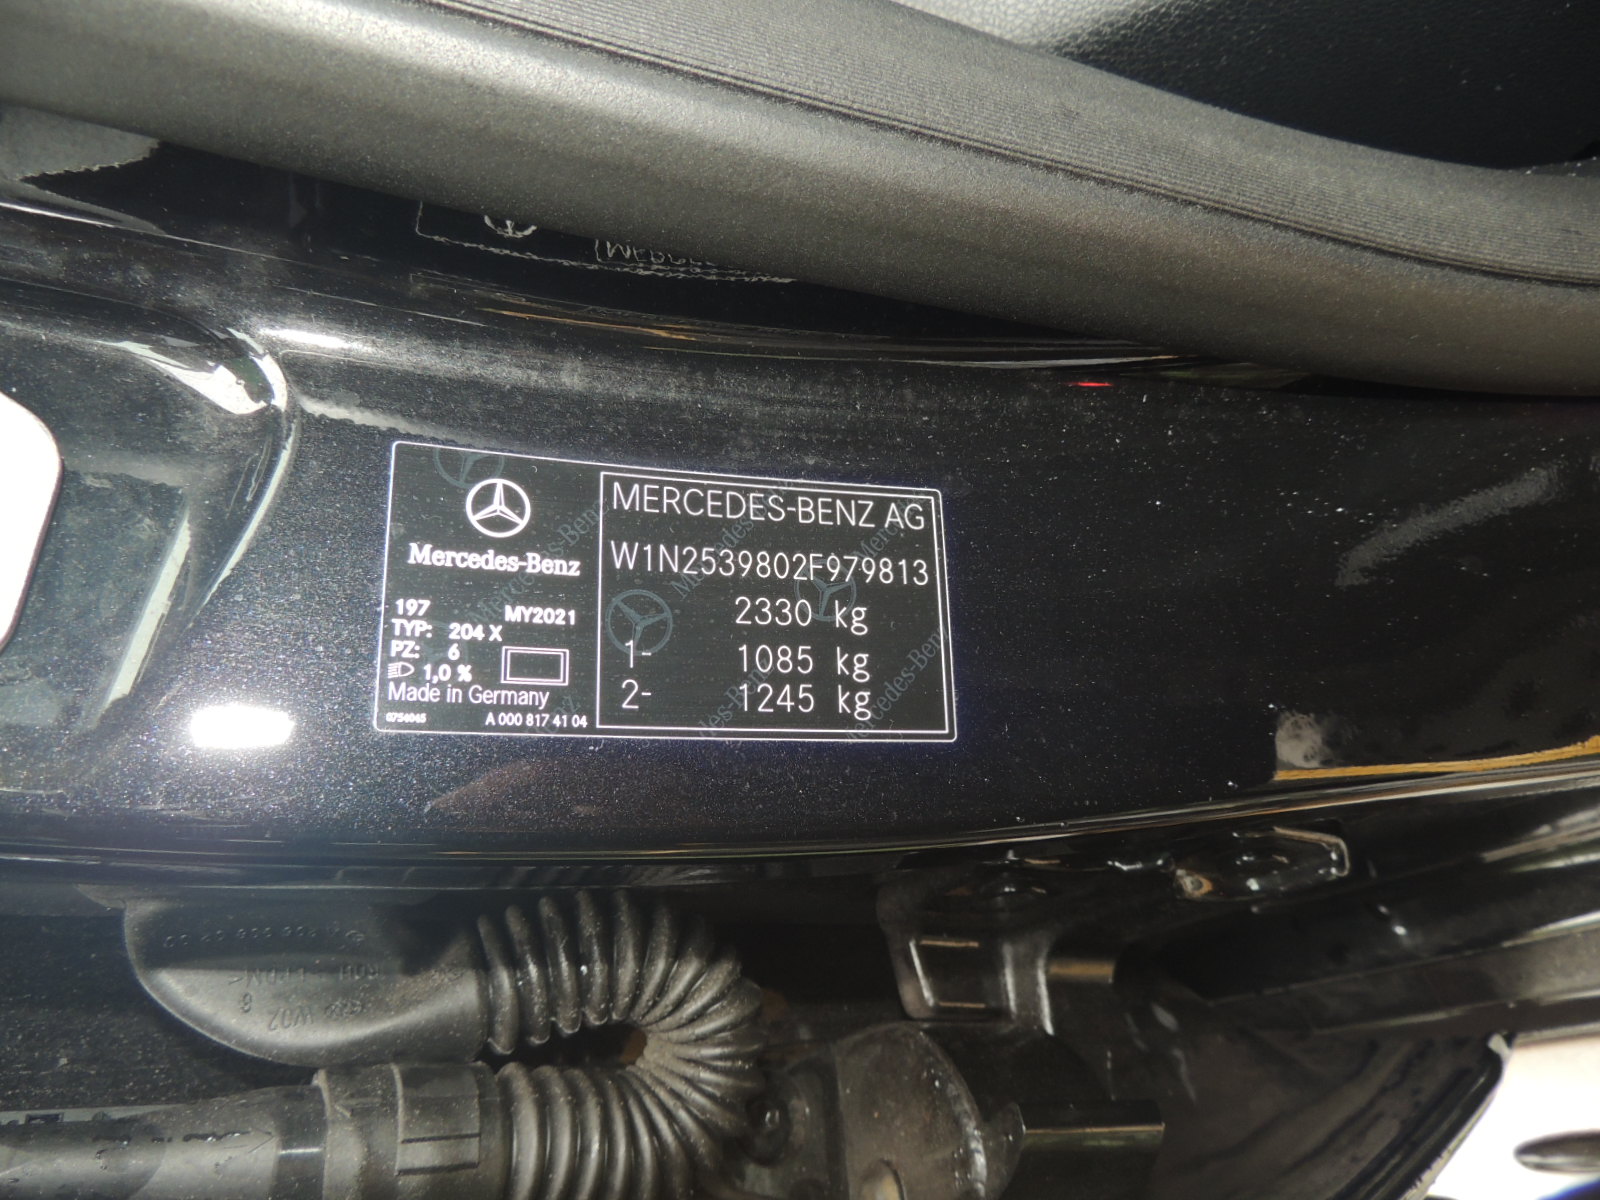 Mercedes-Benz
197 MY2021
TYP: 204 X
PZ: 6
1,0 %
Made in Germany
A 000 817 41 04
MERCEDES-BENZ AG
W1N2539802F979813
2330 kg
1- 1085 kg
2- 1245 kg